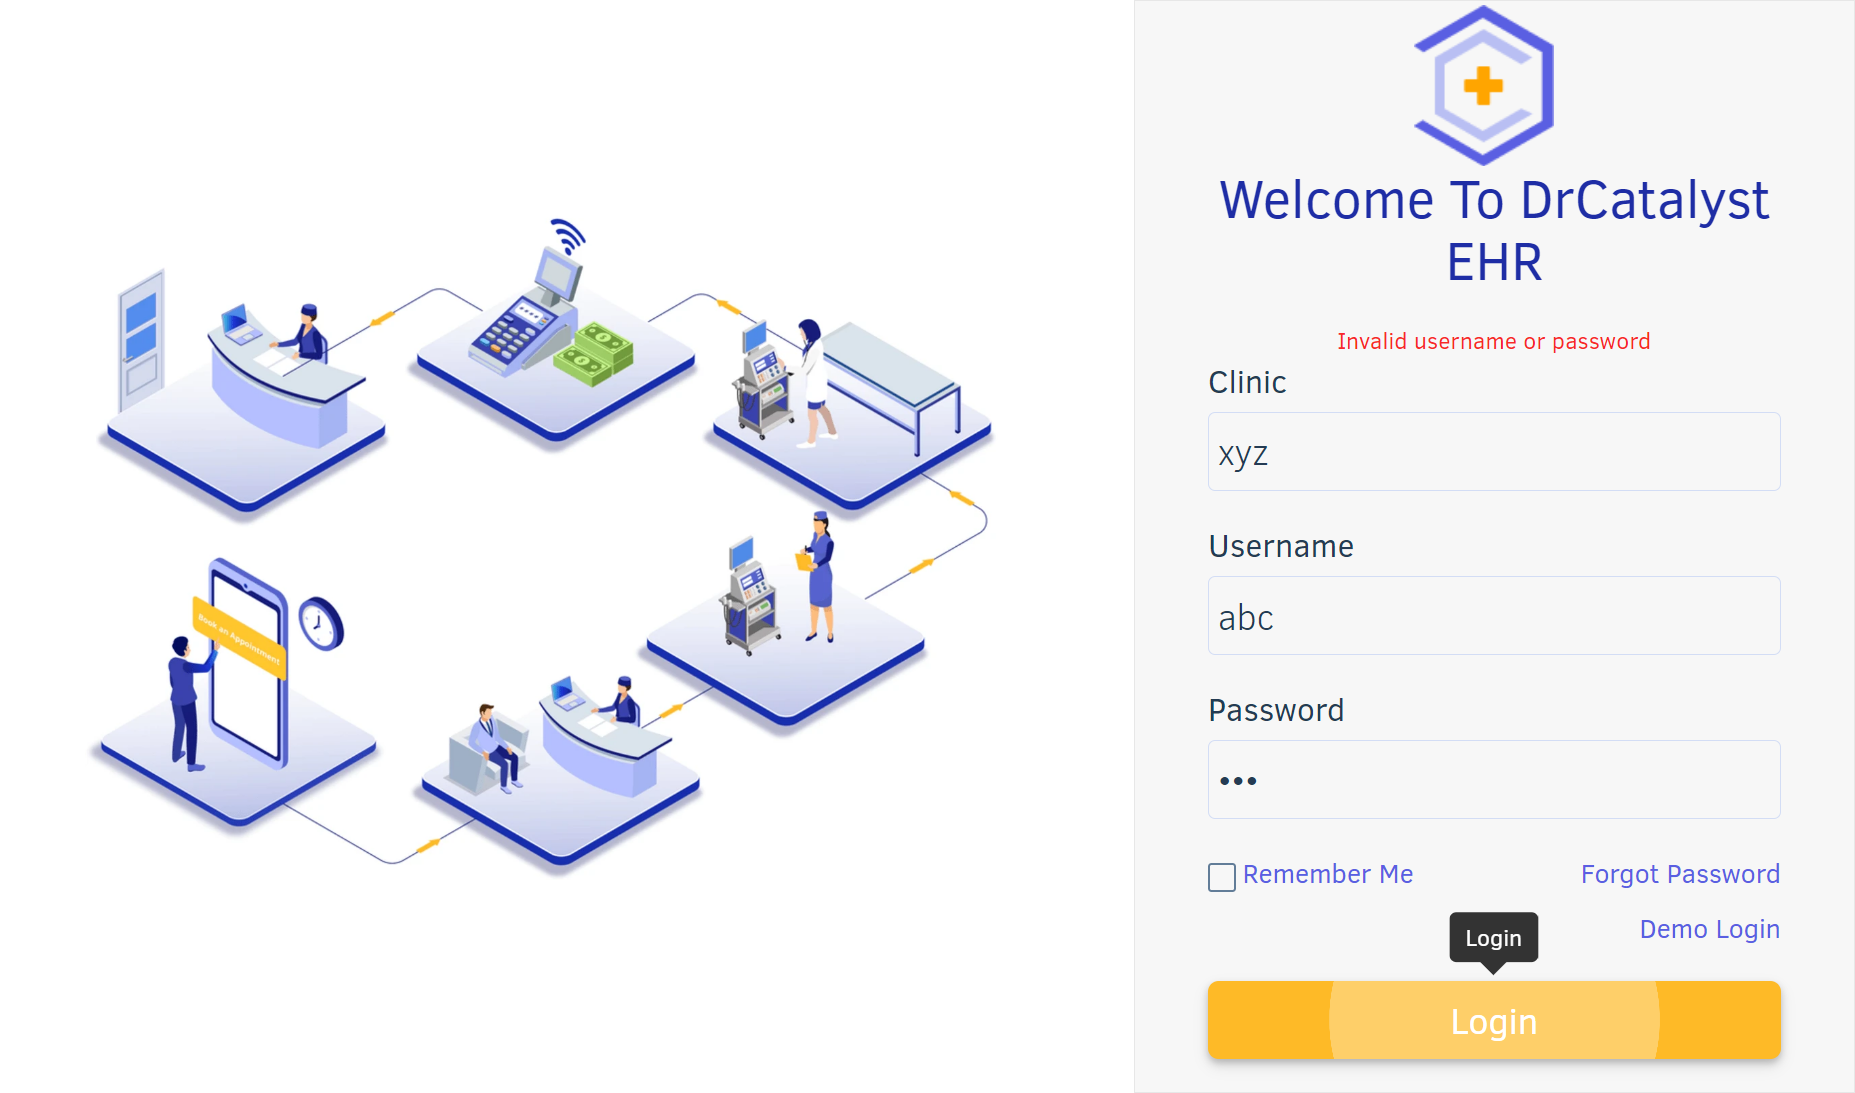 Book an Appointment
Welcome To DrCatalyst
EHR
Invalid username or password
Clinic
xyz
Username
abc
Password
•••
Remember Me
Forgot Password
Demo Login
Login
Login